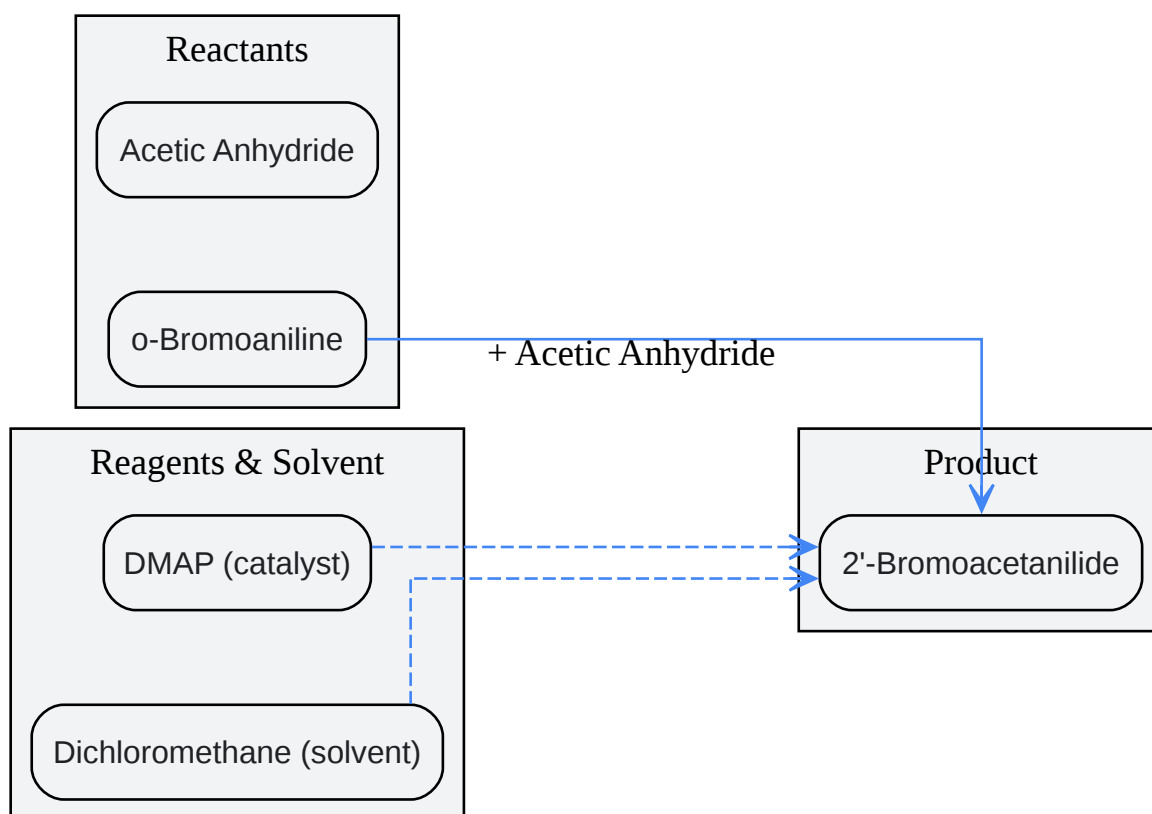 Reactants
Acetic Anhydride
o-Bromoaniline
+ Acetic Anhydride
Reagents & Solvent
DMAP (catalyst)
Dichloromethane (solvent)
Product
2'-Bromoacetanilide